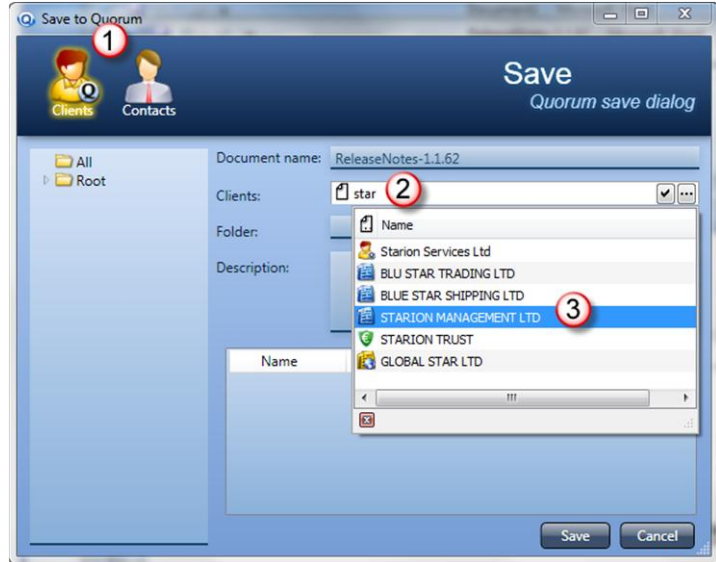 Save to Quorum
1
Save
Quorum save dialog
Clients
Contacts
All
Root
Document name: ReleaseNotes-1.1.62
Clients: star 2
Folder:
Description:
Name
Starion Services Ltd
BLU STAR TRADING LTD
BLUE STAR SHIPPING LTD
STARION MANAGEMENT LTD 3
STARION TRUST
GLOBAL STAR LTD
Name
Save Cancel